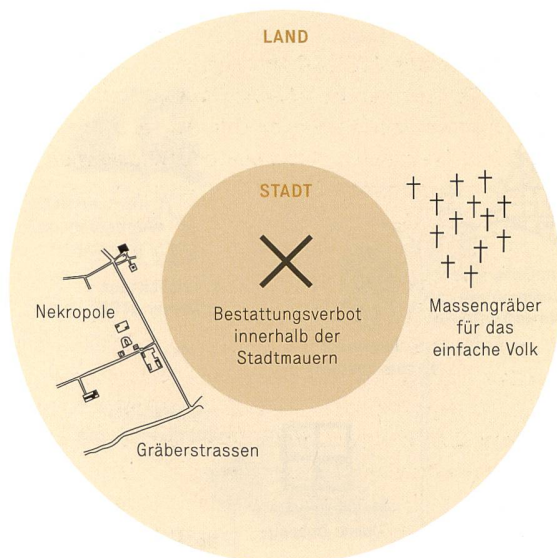 LAND
STADT
Bestattungsverbot
innerhalb der
Stadtmauern
Nekropole
Gräberstrassen
Massengräber
für das
einfache Volk